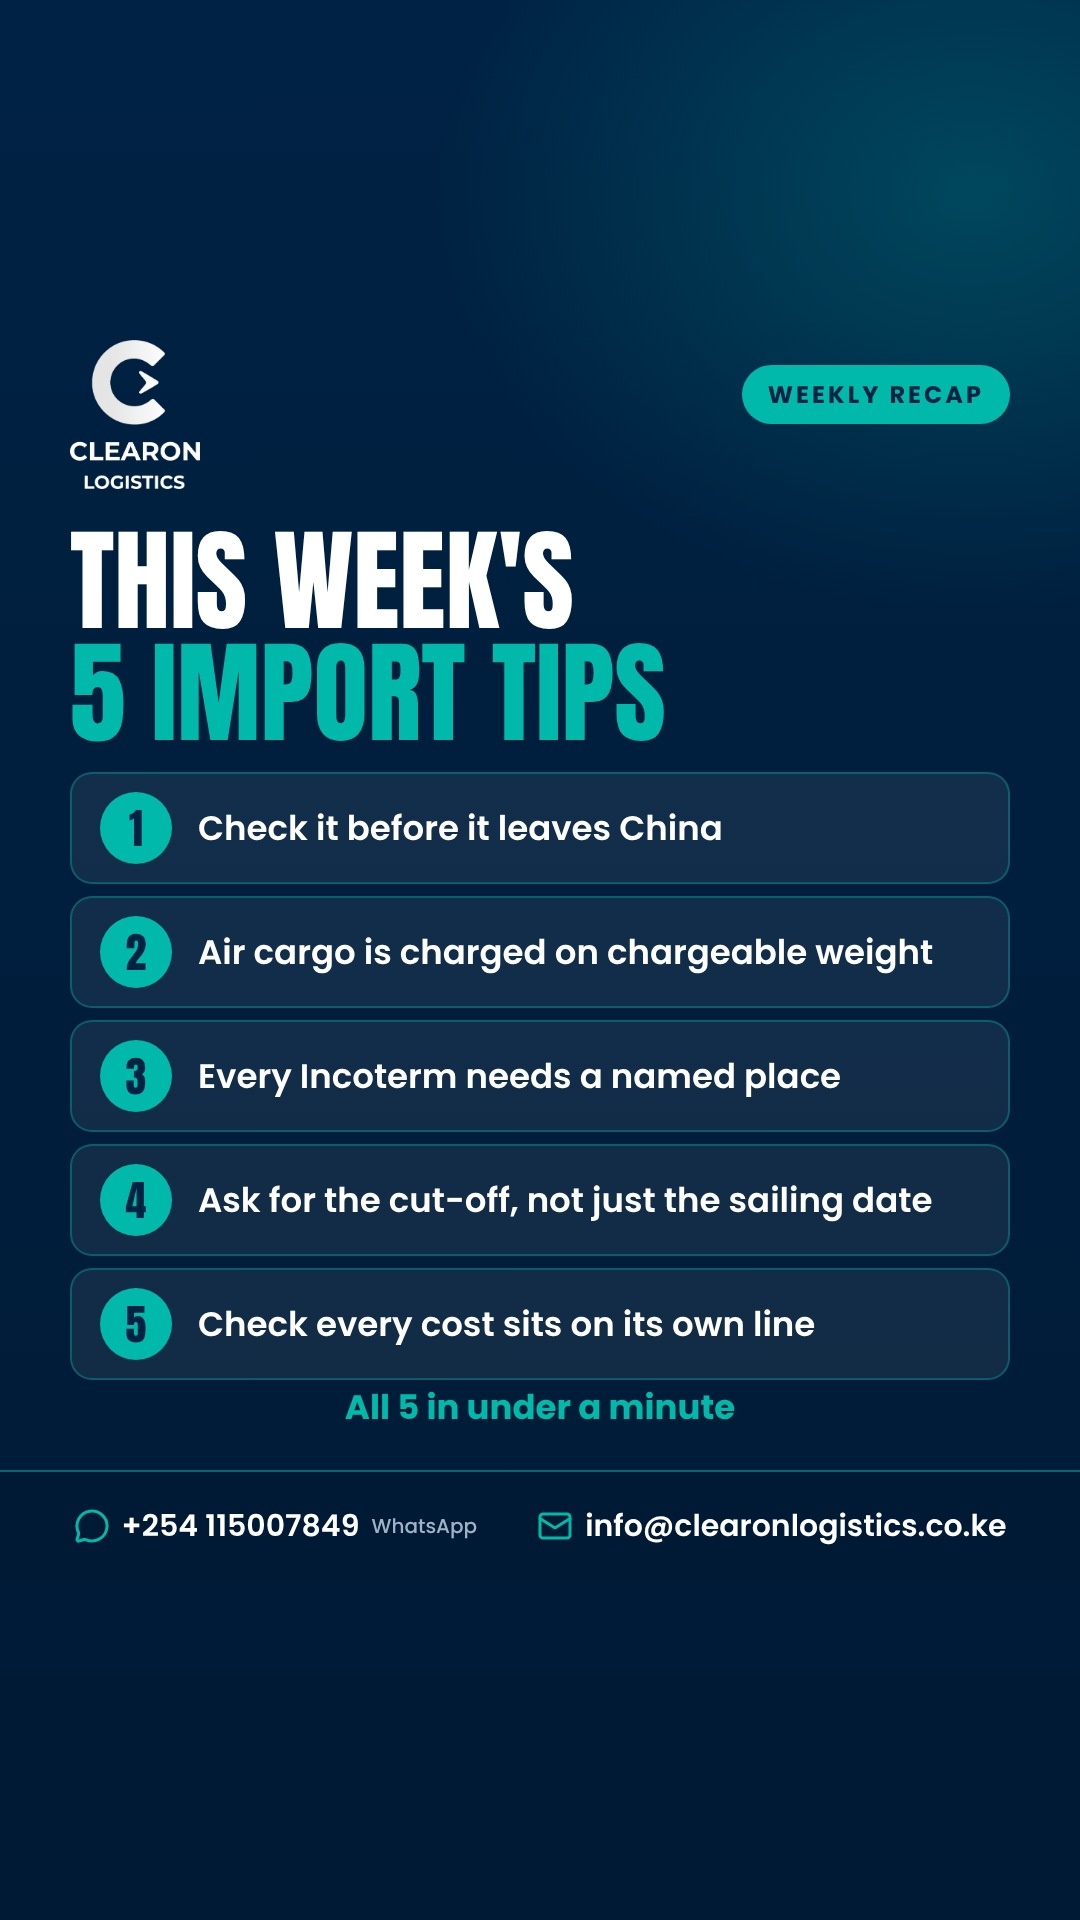 CLEARON
LOGISTICS
WEEKLY RECAP
THIS WEEK'S
5 IMPORT TIPS
1 Check it before it leaves China
2 Air cargo is charged on chargeable weight
3 Every Incoterm needs a named place
4 Ask for the cut-off, not just the sailing date
5 Check every cost sits on its own line
All 5 in under a minute
+254 115007849 WhatsApp info@clearonlogistics.co.ke